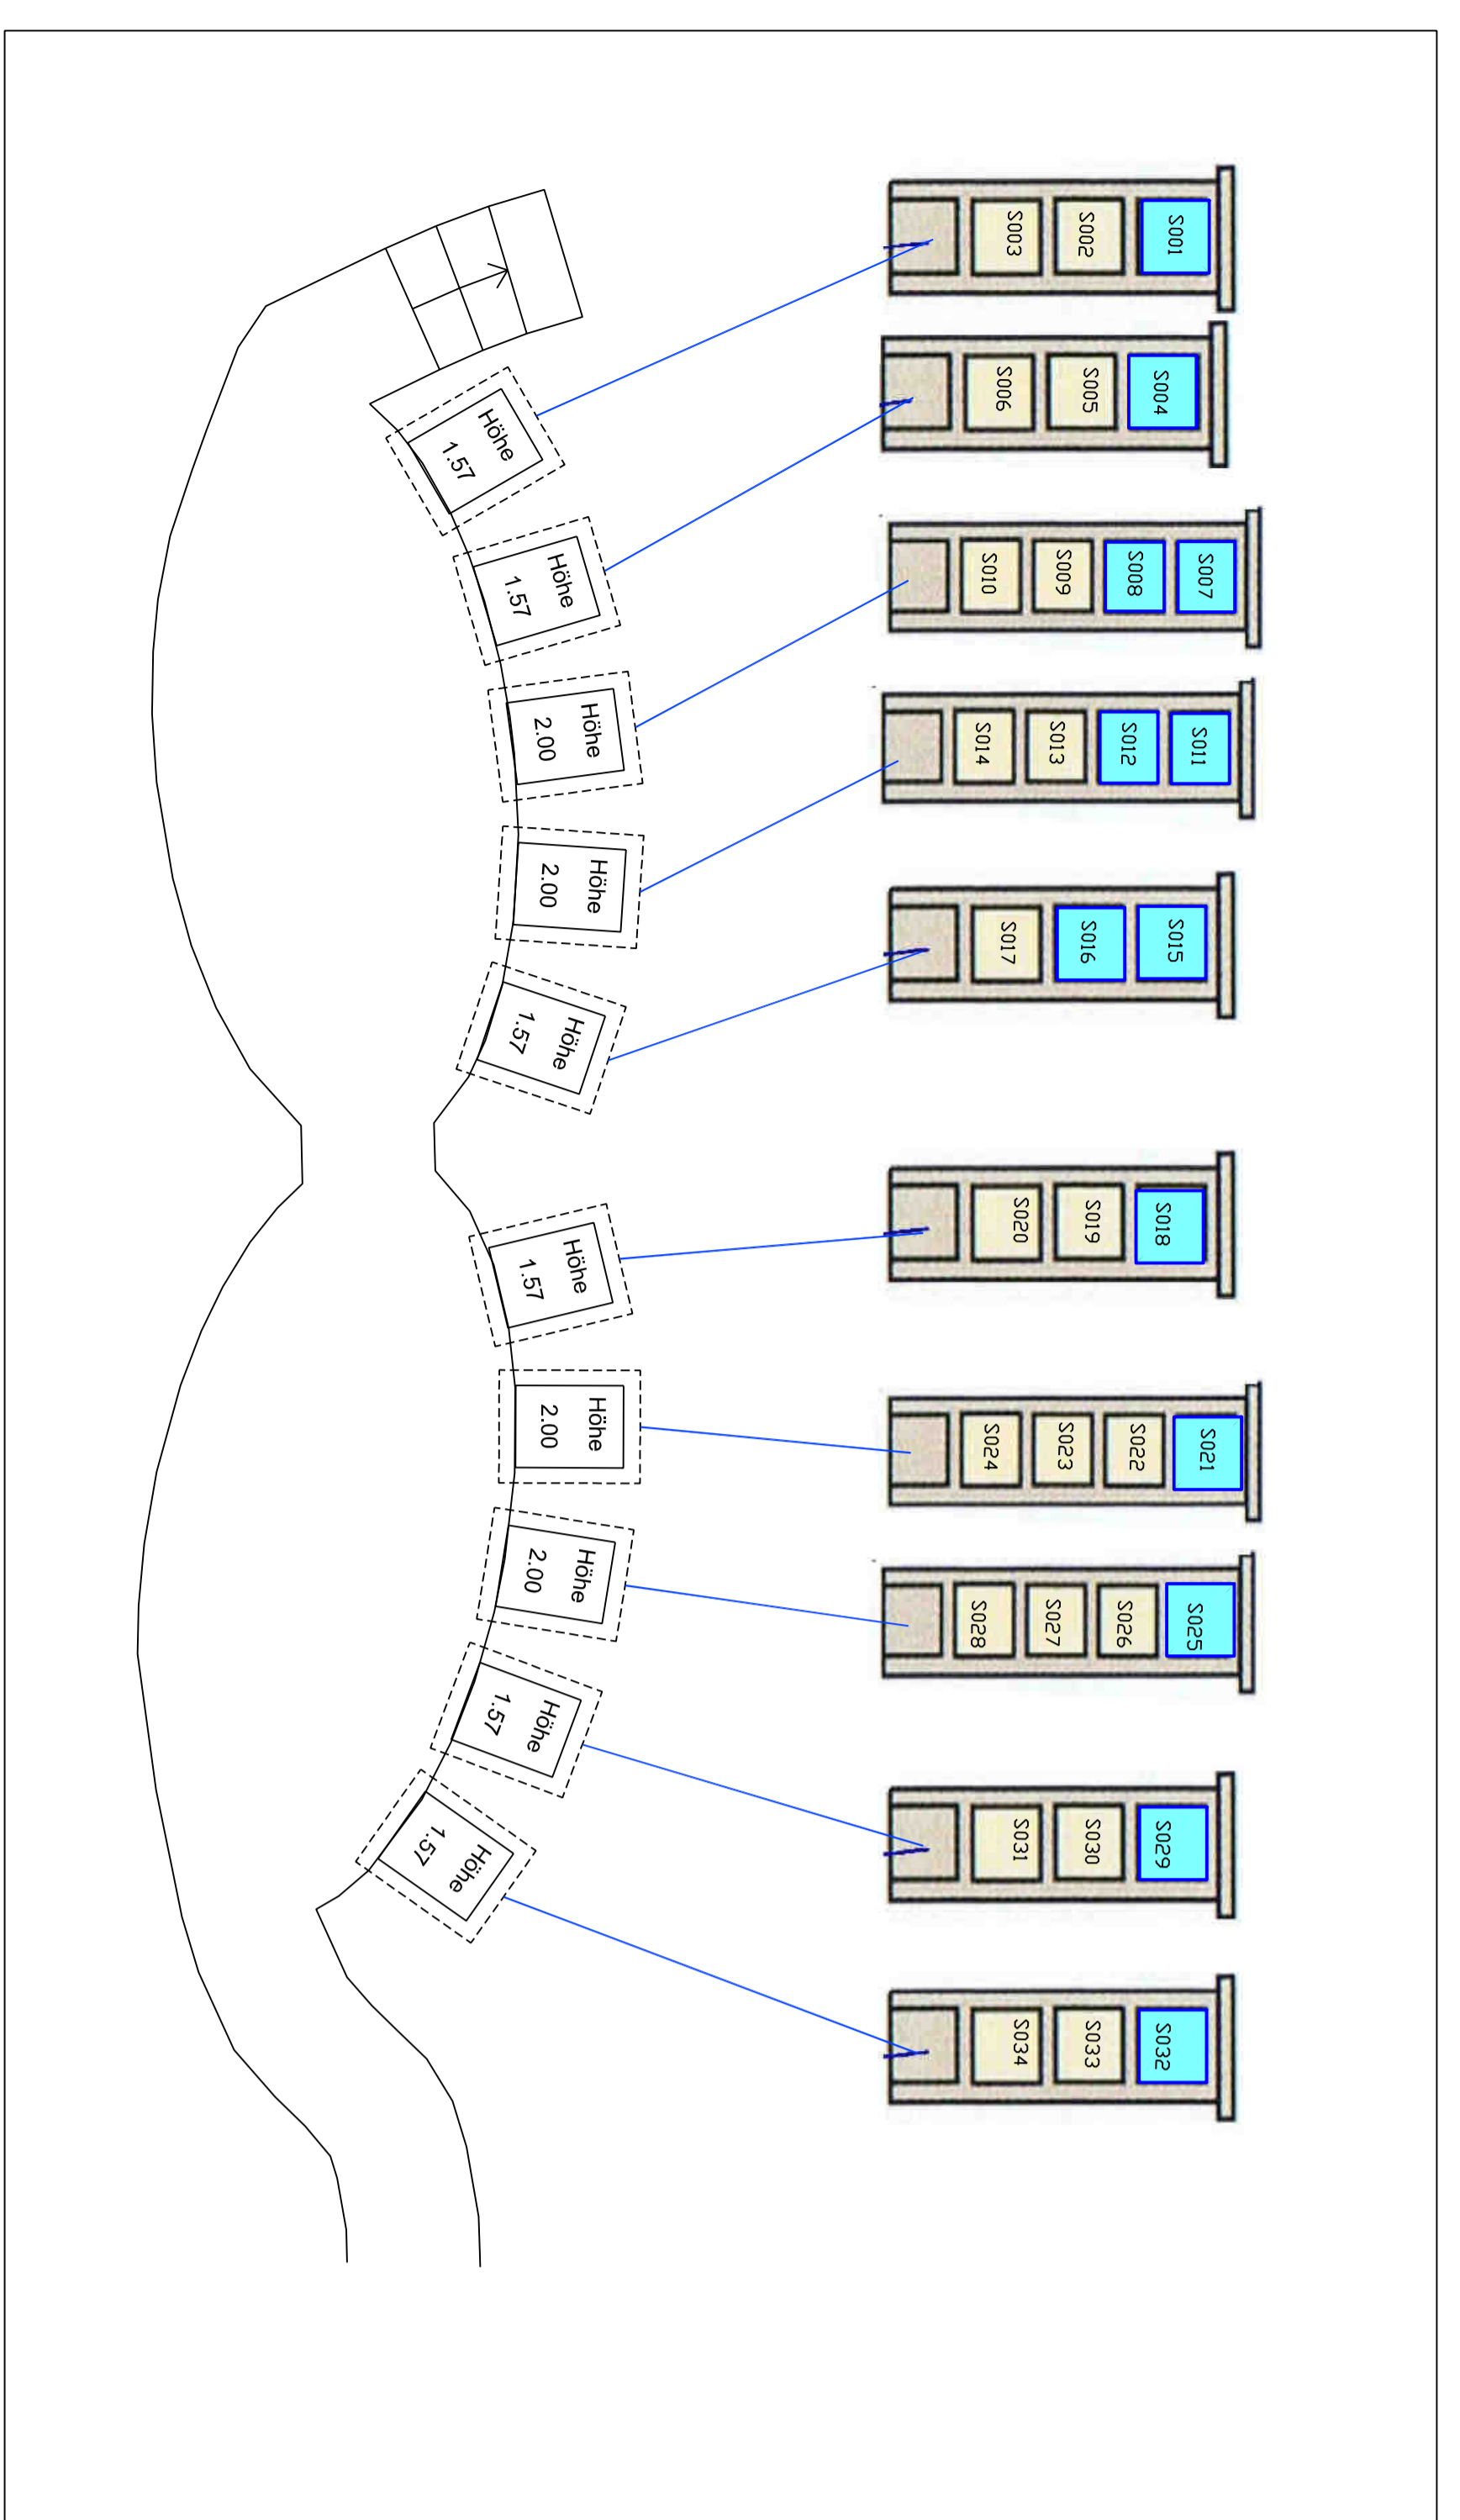 S003 S002 S001
S006 S005 S004
S010 S009 S008 S007
S014 S013 S012 S011
S017 S016 S015
S020 S019 S018
S024 S023 S022 S021
S028 S027 S026 S025
S031 S030 S029
S034 S033 S032
Höhe
1.57
Höhe
1.57
Höhe
2.00
Höhe
2.00
Höhe
1.57
Höhe
1.57
Höhe
2.00
Höhe
2.00
Höhe
1.57
Höhe
1.57